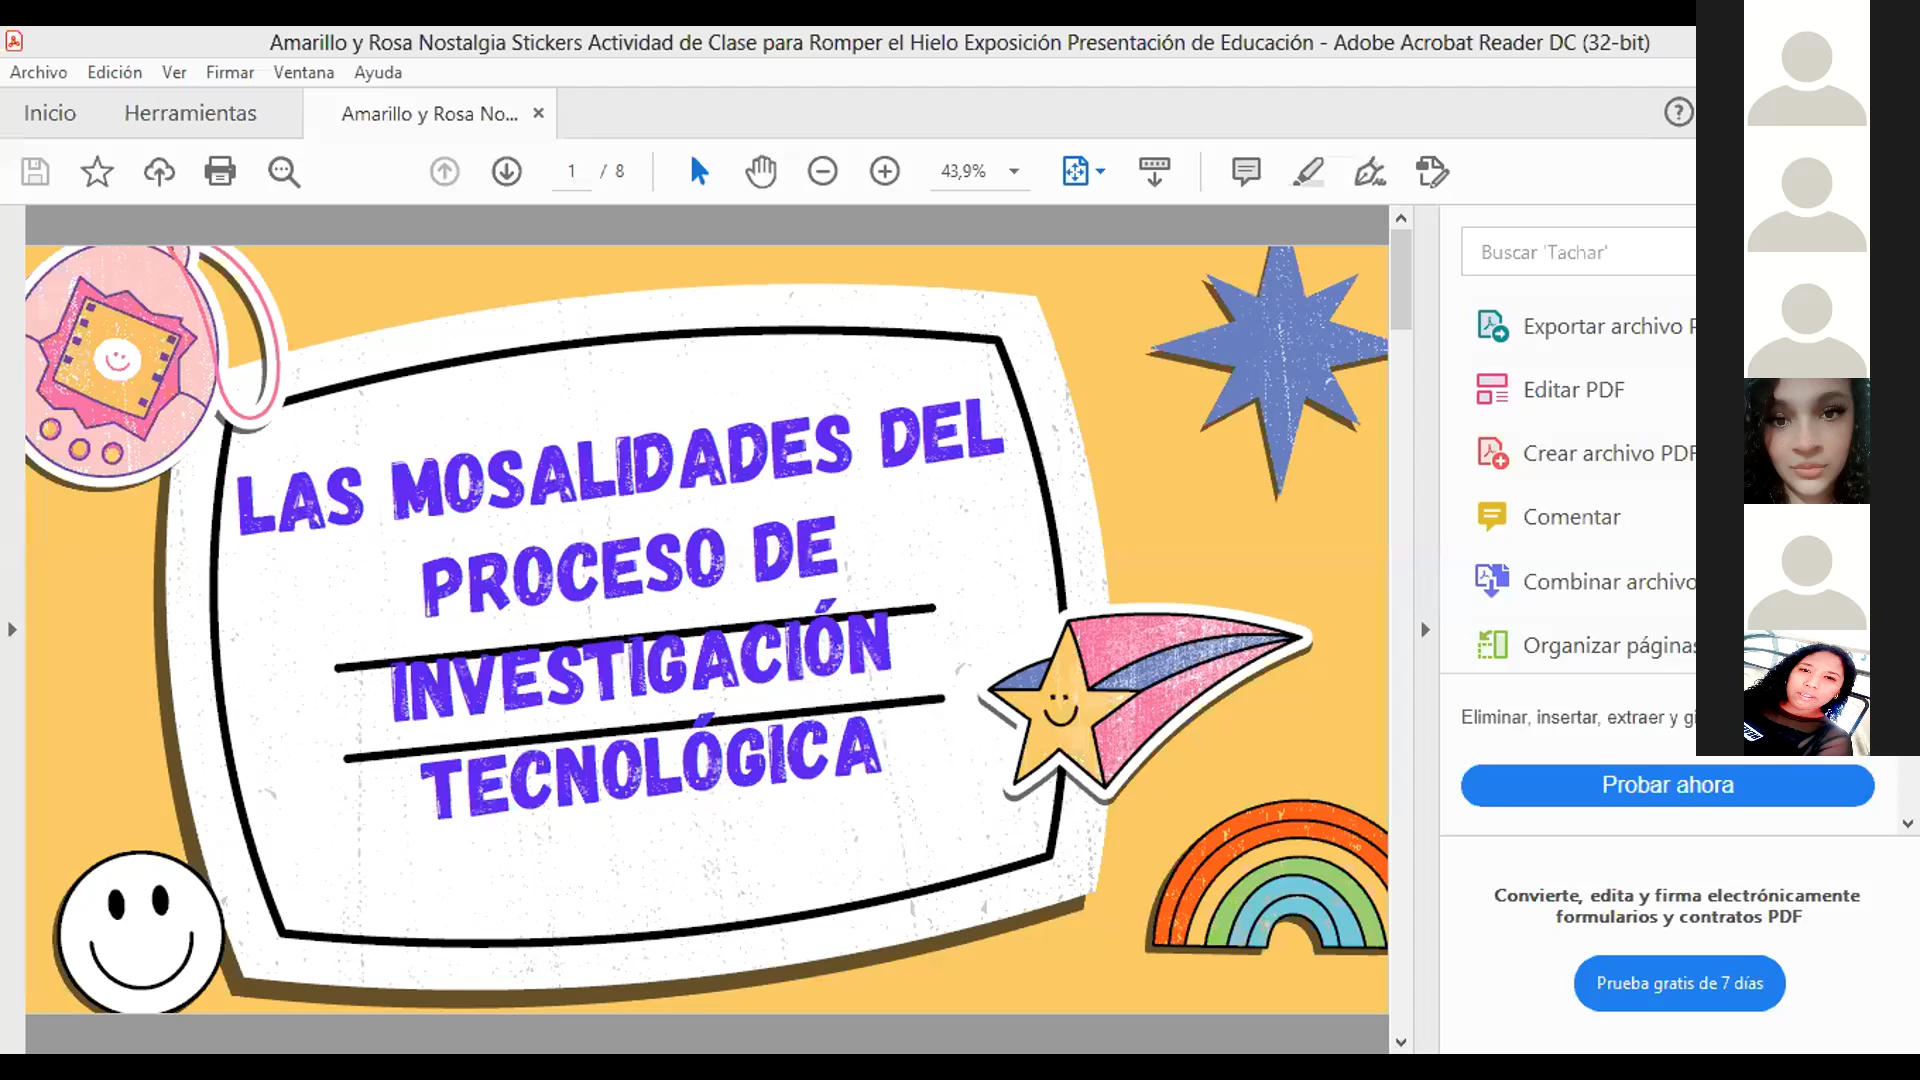 Amarillo y Rosa Nostalgia Stickers Actividad de Clase para Romper el Hielo Exposición Presentación de Educación - Adobe Acrobat Reader DC (32-bit)
Archivo Edición Ver Firmar Ventana Ayuda
Inicio Herramientas Amarillo y Rosa No... ×
1 / 8 43,9%
Buscar 'Tachar'
Exportar archivo P
Editar PDF
Crear archivo PDF
Comentar
Combinar archivo
Organizar páginas
Eliminar, insertar, extraer y gi
Probar ahora
Convierte, edita y firma electrónicamente
formularios y contratos PDF
Prueba gratis de 7 días
LAS MOSALIDADES DEL
PROCESO DE
INVESTIGACIÓN
TECNOLÓGICA